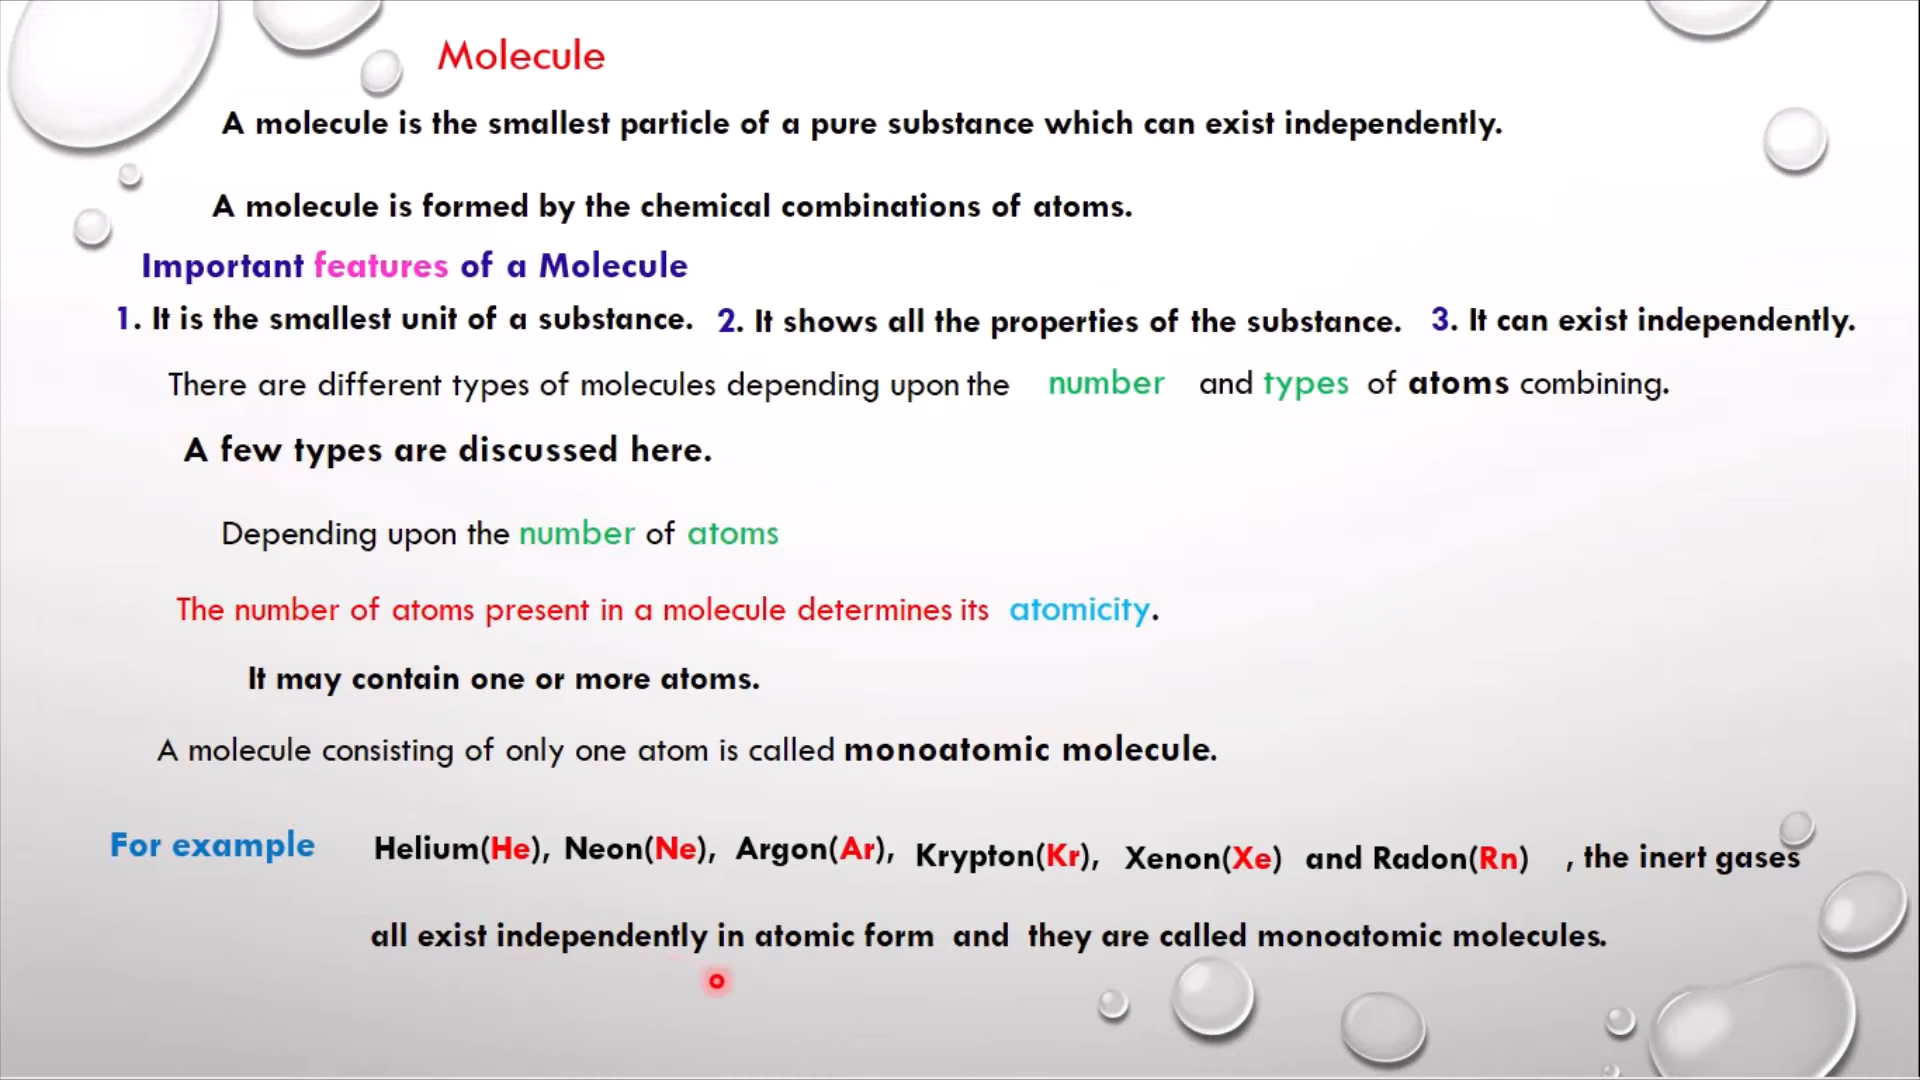 Molecule
A molecule is the smallest particle of a pure substance which can exist independently.
A molecule is formed by the chemical combinations of atoms.
Important features of a Molecule
1. It is the smallest unit of a substance. 2. It shows all the properties of the substance. 3. It can exist independently.
There are different types of molecules depending upon the number and types of atoms combining.
A few types are discussed here.
Depending upon the number of atoms
The number of atoms present in a molecule determines its atomicity.
It may contain one or more atoms.
A molecule consisting of only one atom is called monoatomic molecule.
For example Helium(He), Neon(Ne), Argon(Ar), Krypton(Kr), Xenon(Xe) and Radon(Rn) , the inert gases
all exist independently in atomic form and they are called monoatomic molecules.